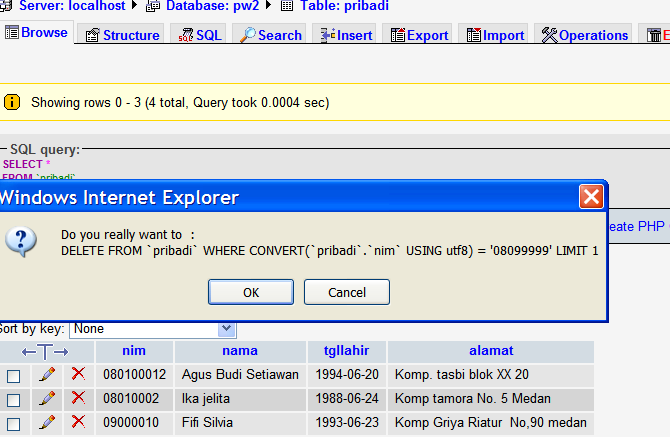 Server: localhost ▸ Database: pw2 ▸ Table: pribadi
Browse Structure SQL Search Insert Export Import Operations E
Showing rows 0 - 3 (4 total, Query took 0.0004 sec)
SQL query:
SELECT *
FROM `pribadi`
Windows Internet Explorer
Do you really want to :
DELETE FROM `pribadi` WHERE CONVERT(`pribadi`.`nim` USING utf8) = '08099999' LIMIT 1
eate PHP
OK Cancel
Sort by key: None
←T→ nim nama tgllahir alamat
080100012 Agus Budi Setiawan 1994-06-20 Komp. tasbi blok XX 20
08010002 Ika jelita 1988-06-24 Komp tamora No. 5 Medan
09000010 Fifi Silvia 1993-06-23 Komp Griya Riatur No,90 medan